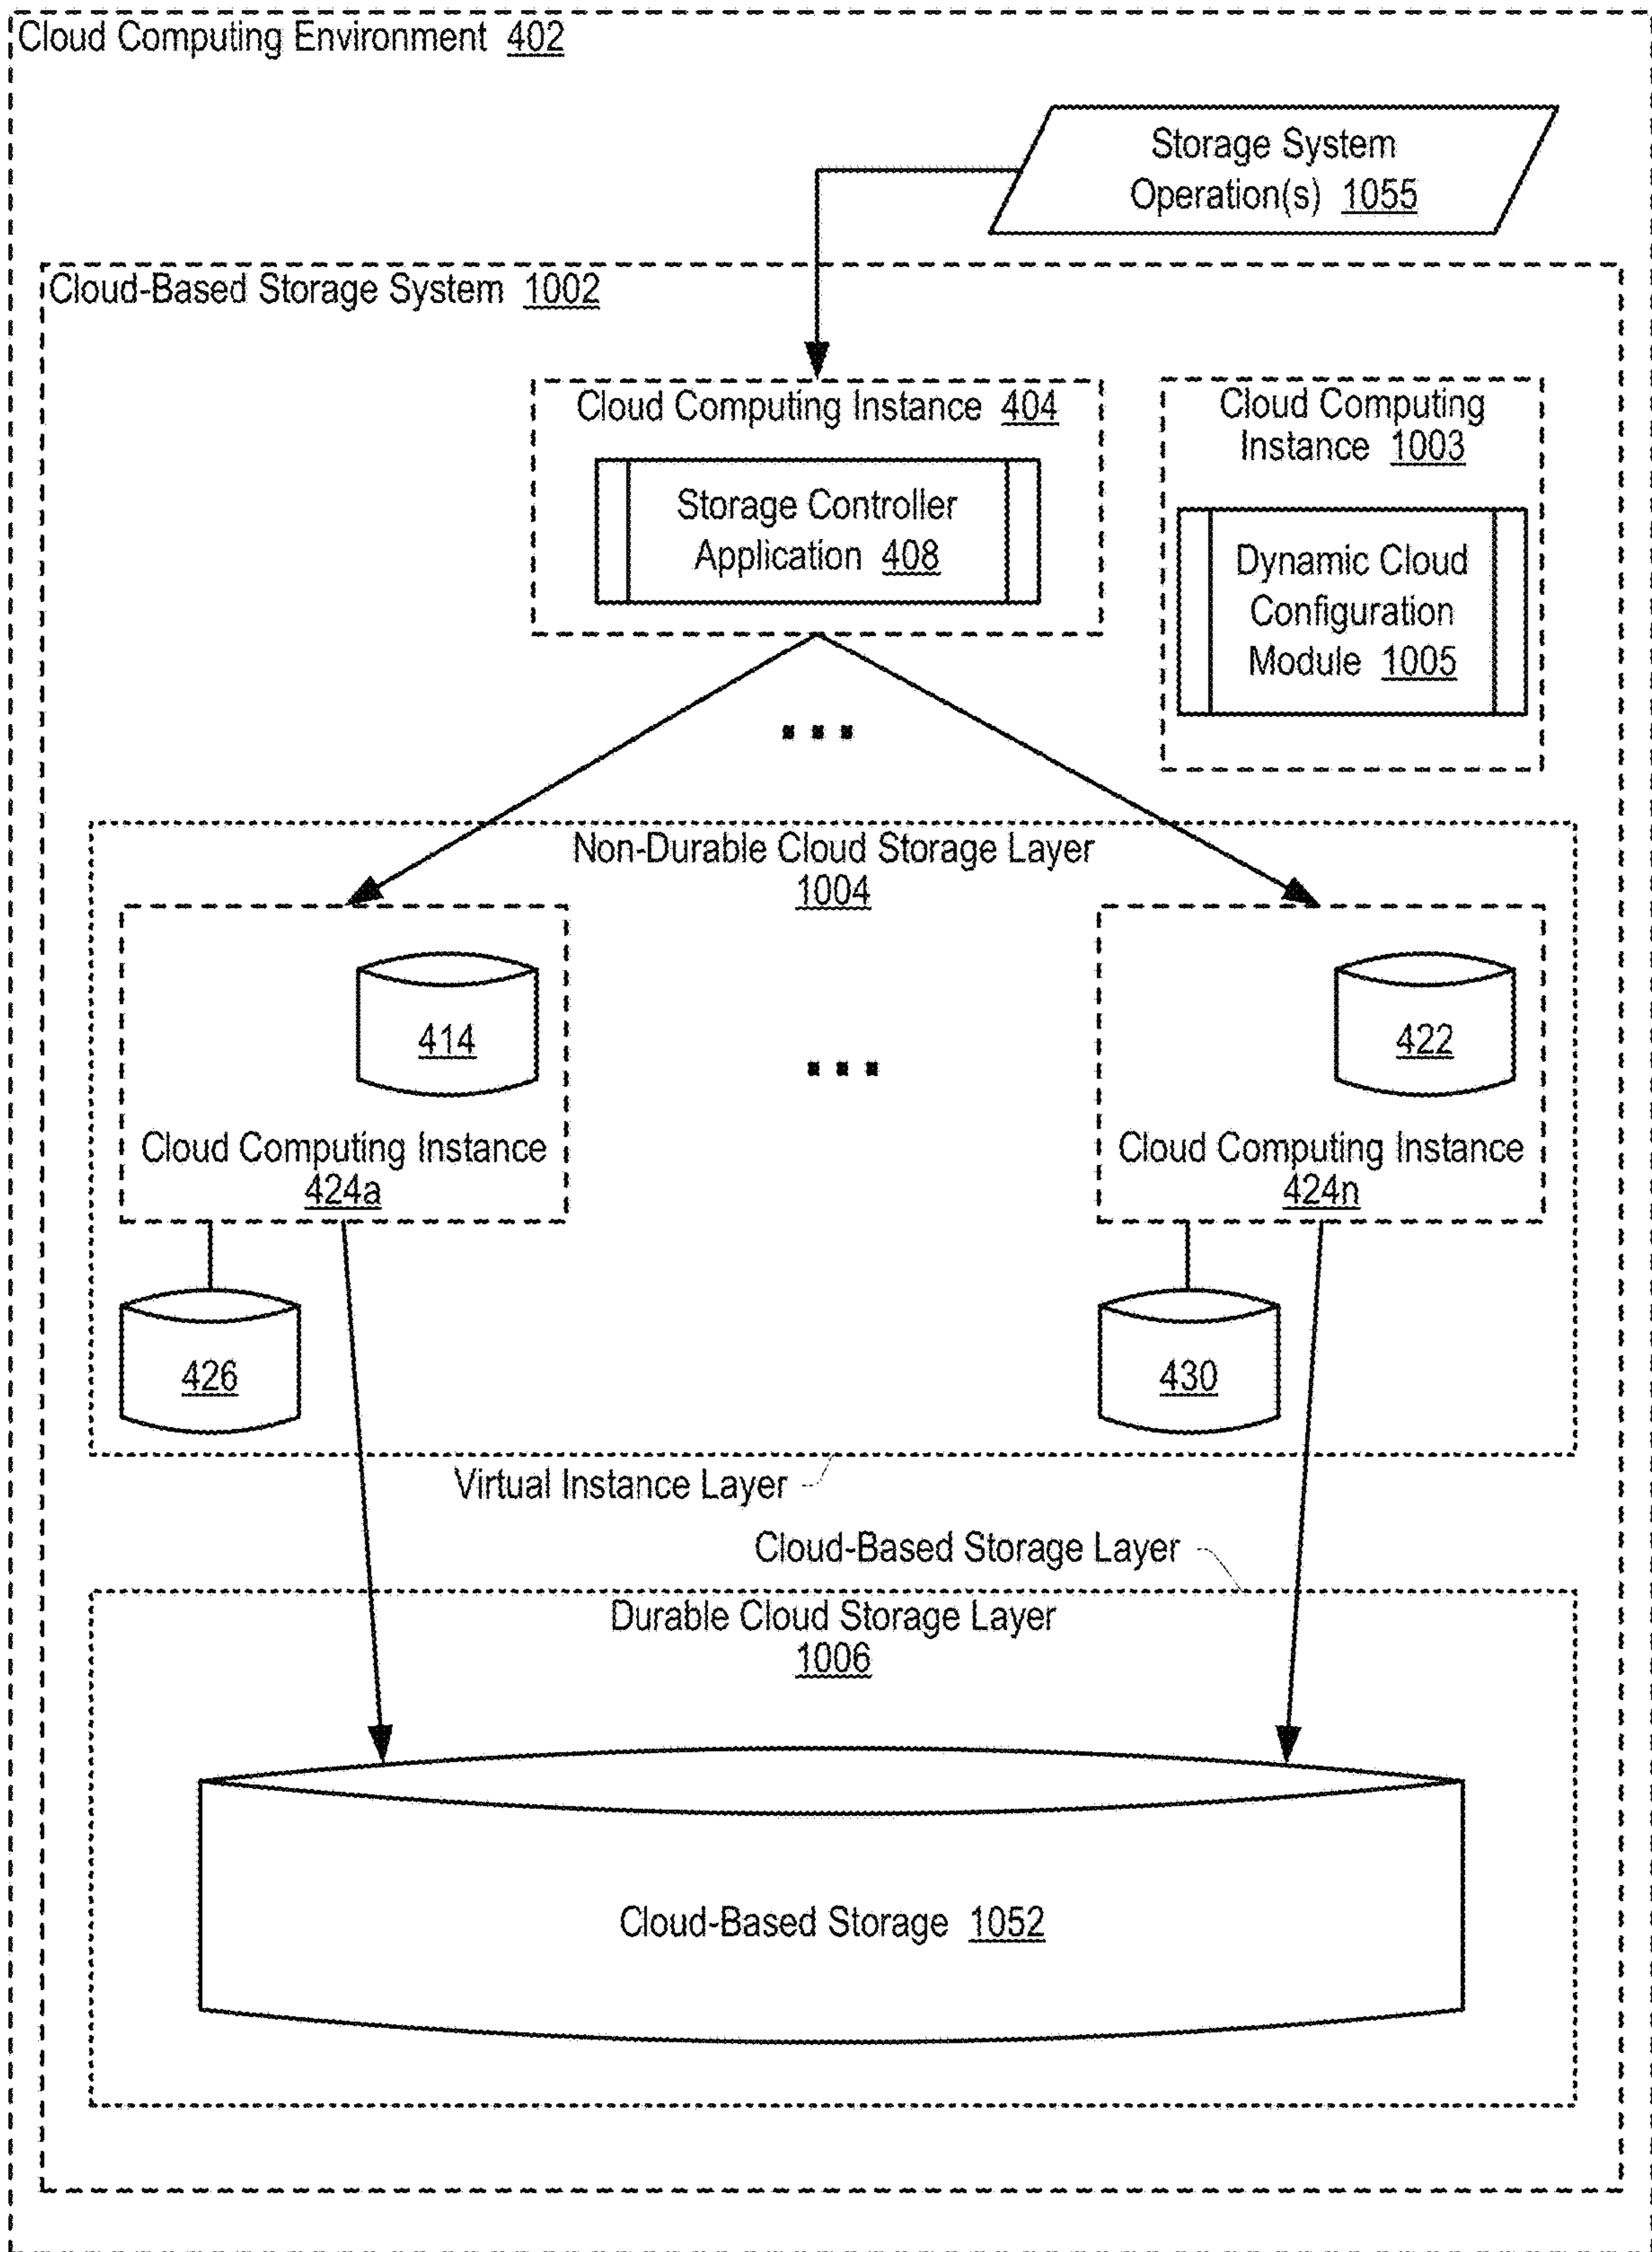 Cloud Computing Environment 402
Storage System
Operation(s) 1055
Cloud-Based Storage System 1002
Cloud Computing Instance 404
Storage Controller
Application 408
Cloud Computing
Instance 1003
Dynamic Cloud
Configuration
Module 1005
Non-Durable Cloud Storage Layer
1004
414
Cloud Computing Instance
424a
426
422
Cloud Computing Instance
424n
430
Virtual Instance Layer
Cloud-Based Storage Layer
Durable Cloud Storage Layer
1006
Cloud-Based Storage 1052